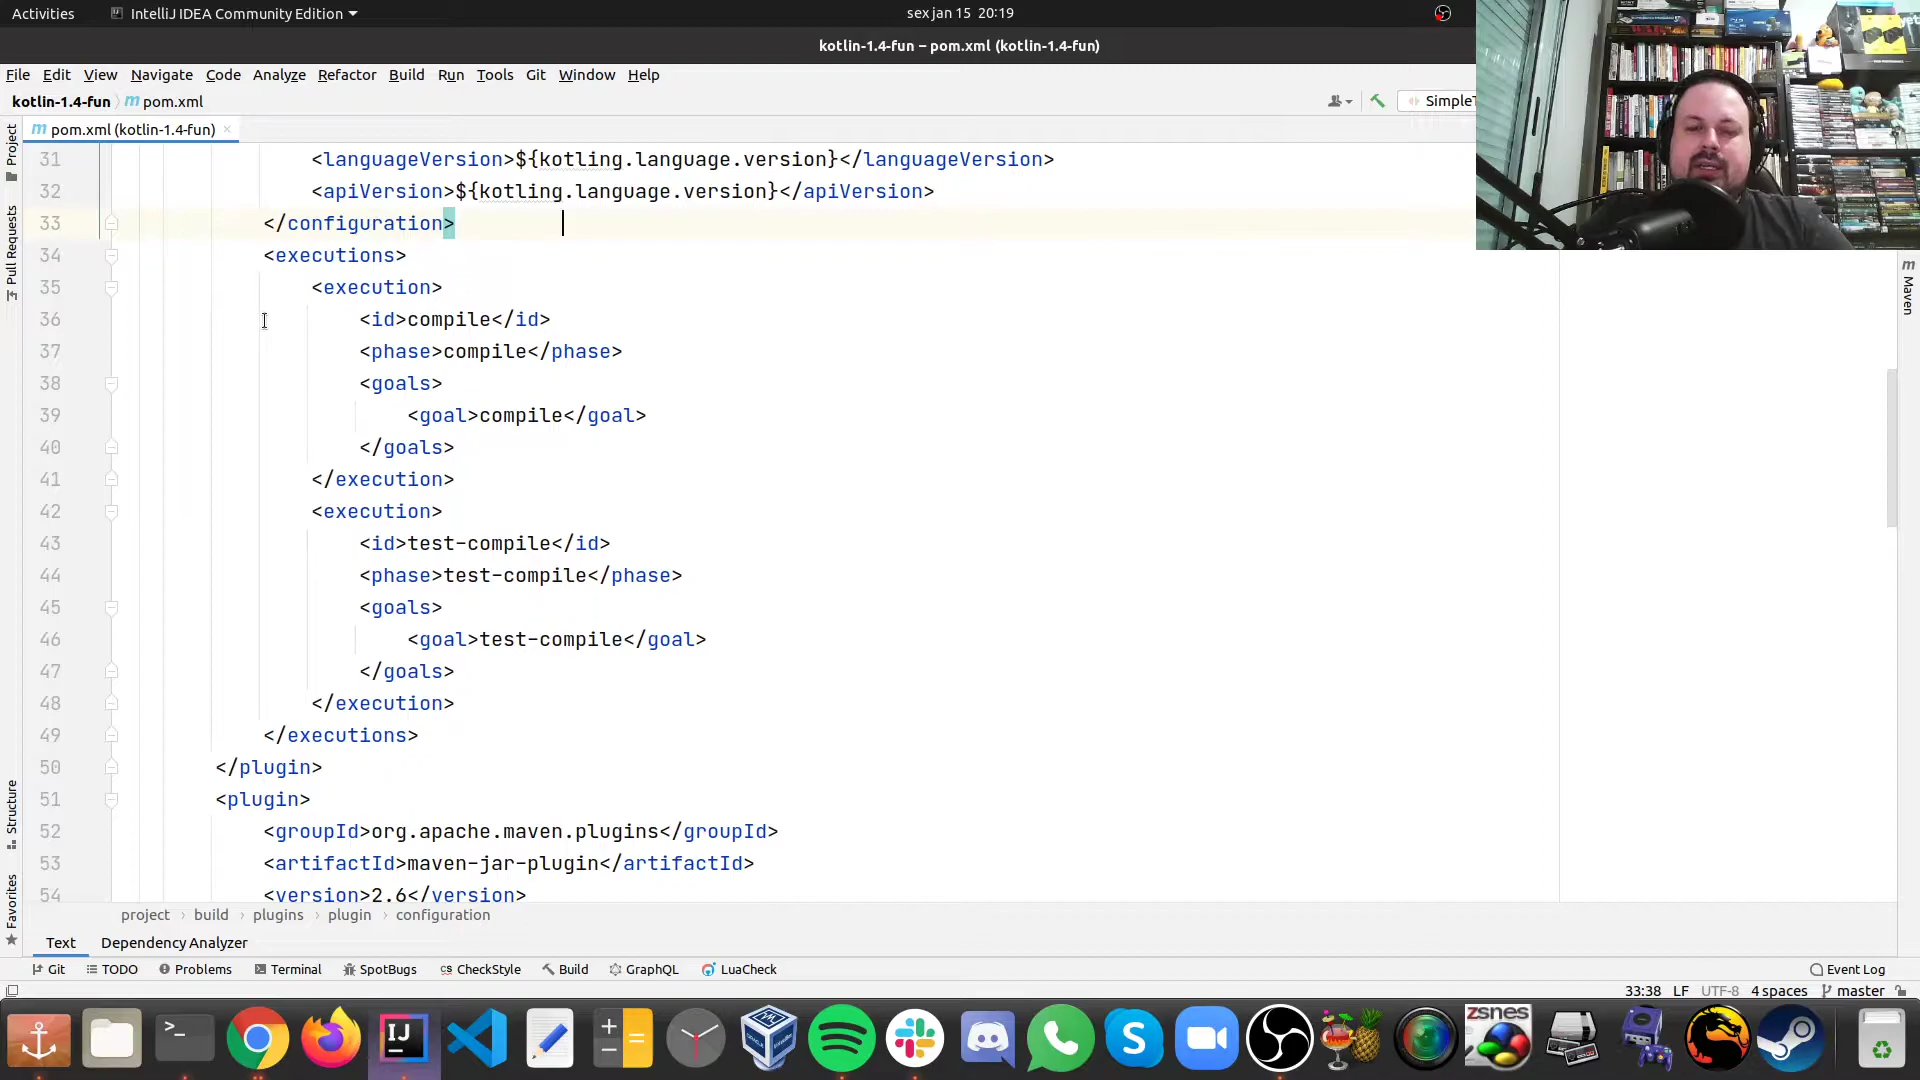 Activities
IntelliJ IDEA Community Edition
sex jan 15 20:19
kotlin-1.4-fun – pom.xml (kotlin-1.4-fun)
File Edit View Navigate Code Analyze Refactor Build Run Tools Git Window Help
kotlin-1.4-fun pom.xml
SimpleT
pom.xml (kotlin-1.4-fun)
Project
Pull Requests
Structure
Favorites
Maven
31 <languageVersion>${kotling.language.version}</languageVersion>
32 <apiVersion>${kotling.language.version}</apiVersion>
33 </configuration>
34 <executions>
35 <execution>
36 <id>compile</id>
37 <phase>compile</phase>
38 <goals>
39 <goal>compile</goal>
40 </goals>
41 </execution>
42 <execution>
43 <id>test-compile</id>
44 <phase>test-compile</phase>
45 <goals>
46 <goal>test-compile</goal>
47 </goals>
48 </execution>
49 </executions>
50 </plugin>
51 <plugin>
52 <groupId>org.apache.maven.plugins</groupId>
53 <artifactId>maven-jar-plugin</artifactId>
54 <version>2.6</version>
project › build › plugins › plugin › configuration
Text Dependency Analyzer
Git TODO Problems Terminal SpotBugs CheckStyle Build GraphQL LuaCheck Event Log
33:38 LF UTF-8 4 spaces master
IJ
zsnes